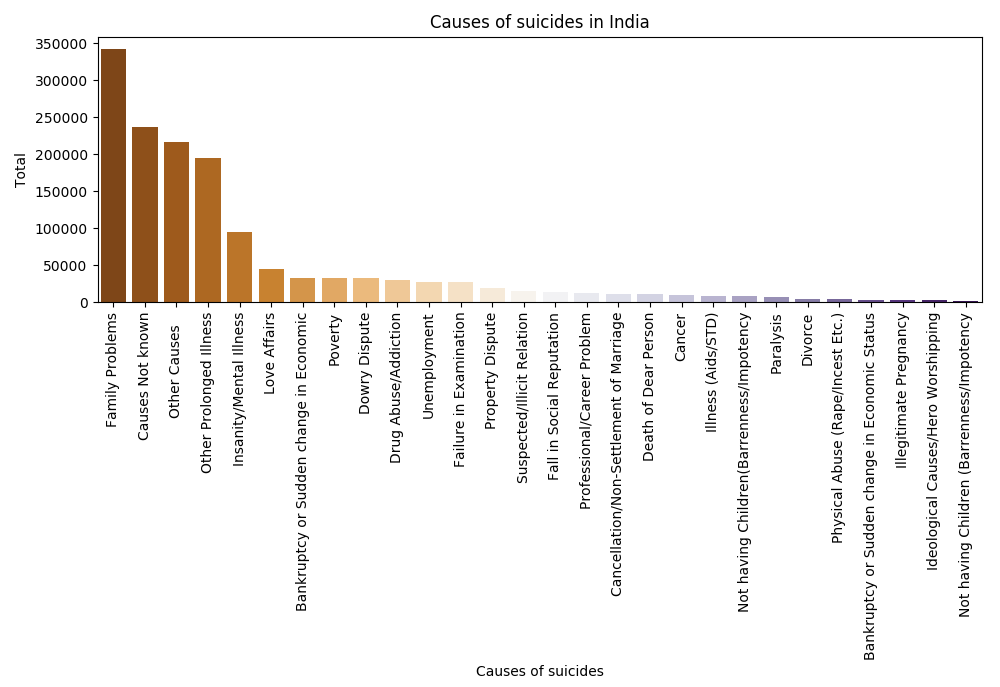 Causes of suicides in India
Total
350000
300000
250000
200000
150000
100000
50000
0
Family Problems
Causes Not known
Other Causes
Other Prolonged Illness
Insanity/Mental Illness
Love Affairs
Bankruptcy or Sudden change in Economic
Poverty
Dowry Dispute
Drug Abuse/Addiction
Unemployment
Failure in Examination
Property Dispute
Suspected/Illicit Relation
Fall in Social Reputation
Professional/Career Problem
Cancellation/Non-Settlement of Marriage
Death of Dear Person
Cancer
Illness (Aids/STD)
Not having Children(Barrenness/Impotency
Paralysis
Divorce
Physical Abuse (Rape/Incest Etc.)
Bankruptcy or Sudden change in Economic Status
Illegitimate Pregnancy
Ideological Causes/Hero Worshipping
Not having Children (Barrenness/Impotency
Causes of suicides